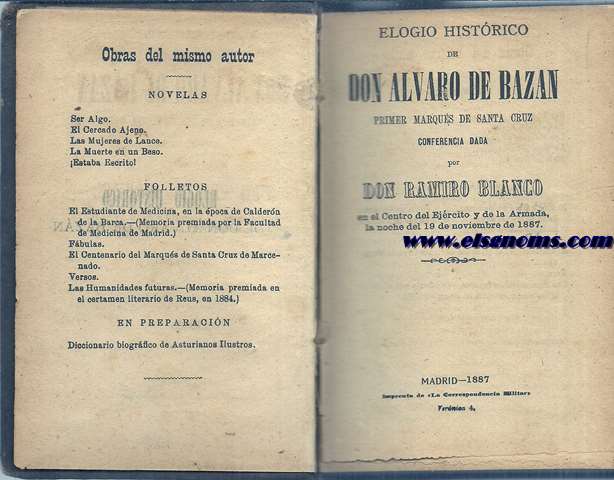 Obras del mismo autor
NOVELAS
Ser Algo.
El Cercado Ajeno.
Las Mujeres de Lance.
La Muerte en un Beso.
¡Estaba Escrito!
FOLLETOS
El Estudiante de Medicina, en la época de Calderón
de la Barca.—(Memoria premiada por la Facultad
de Medicina de Madrid.)
Fábulas.
El Centenario del Marqués de Santa Cruz de Marce-
nado.
Versos.
Las Humanidades futuras.—(Memoria premiada en
el certamen literario de Reus, en 1884.)
EN PREPARACIÓN
Diccionario biográfico de Asturianos Ilustres.
ELOGIO HISTÓRICO
DE
DON ALVARO DE BAZAN
PRIMER MARQUÉS DE SANTA CRUZ
CONFERENCIA DADA
por
DON RAMIRO BLANCO
en el Centro del Ejército y de la Armada,
la noche del 19 de noviembre de 1887.
www.elsgnoms.com
MADRID—1887
Imprenta de «La Correspondencia Militar»
Verónica 4.